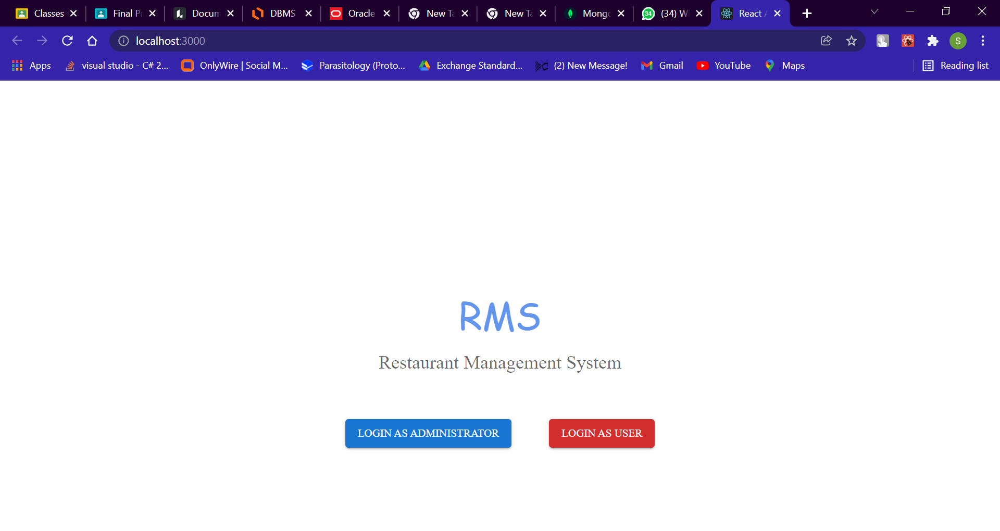 Classes Final Docum DBMS Oracle New Ta New Ta Mongo (34) W React
localhost:3000
Apps visual studio - C# 2... OnlyWire | Social M... Parasitology (Proto... Exchange Standard... (2) New Message! Gmail YouTube Maps Reading list
RMS
Restaurant Management System
LOGIN AS ADMINISTRATOR LOGIN AS USER